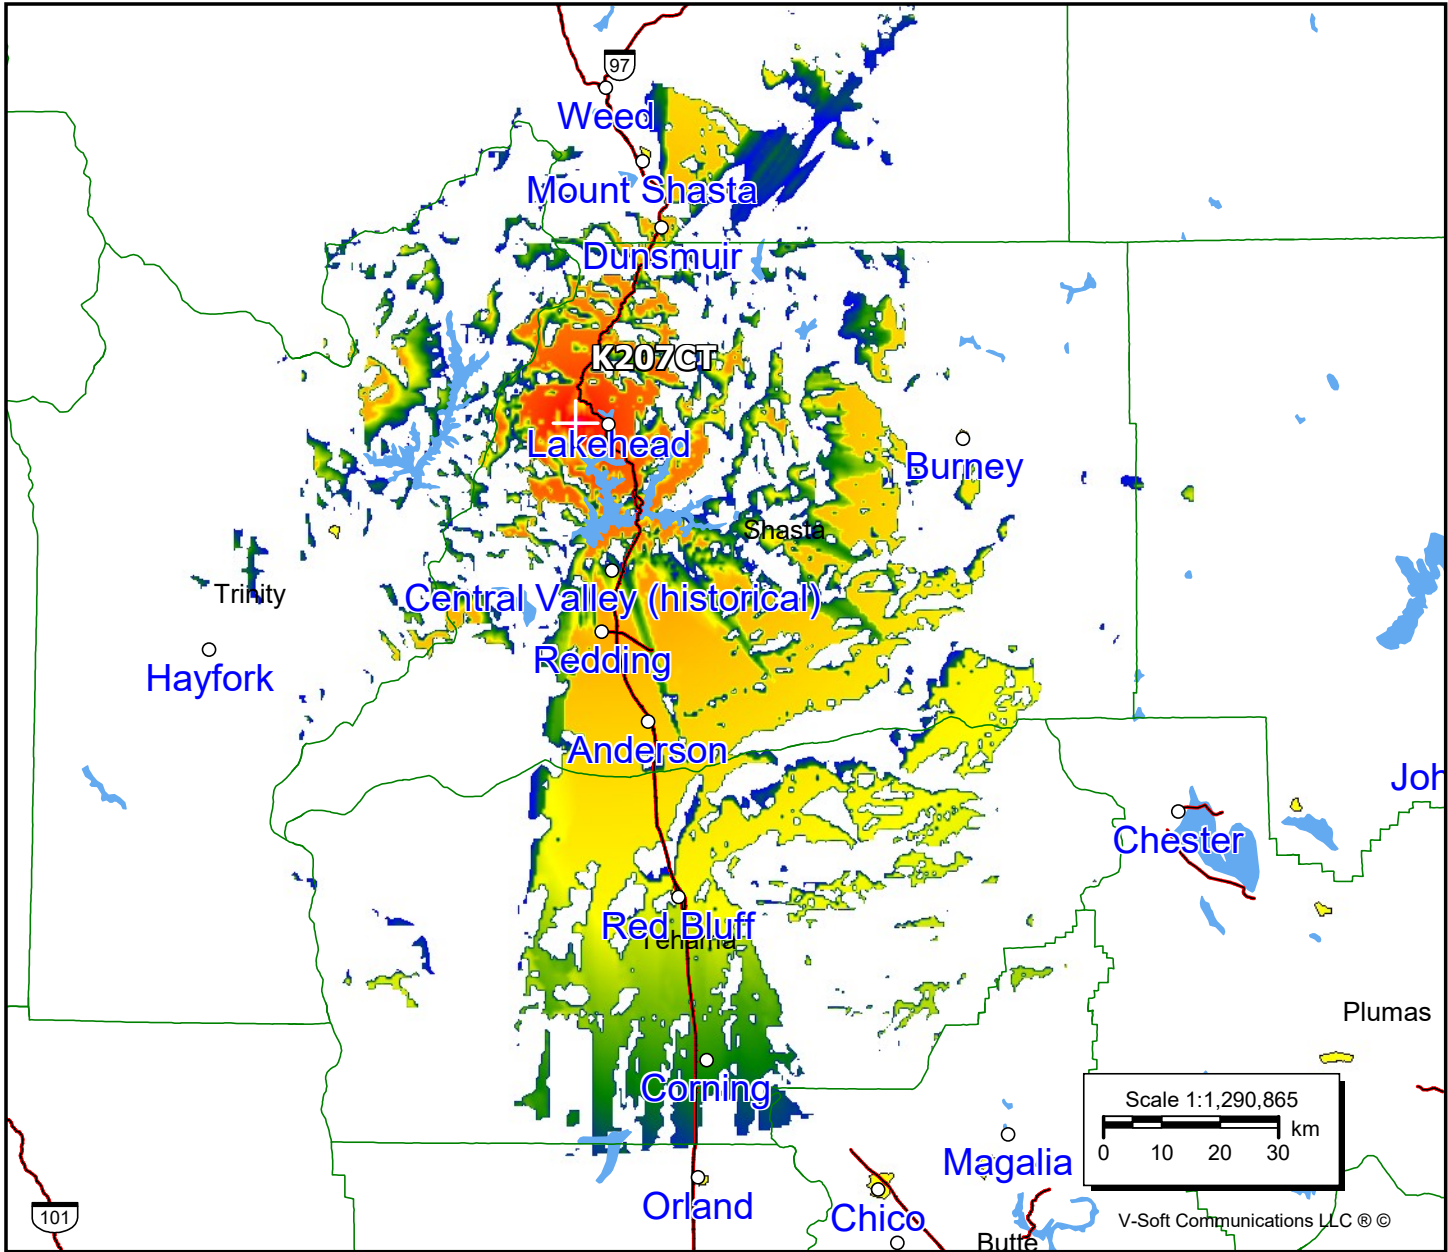 97
Weed
Mount Shasta
Dunsmuir
K207CT
Lakehead
Burney
Shasta
Trinity
Central Valley (historical)
Redding
Hayfork
Anderson
Joh
Chester
Red Bluff
Tehama
Plumas
Corning
Scale 1:1,290,865
km
0 10 20 30
Magalia
Orland
Chico
101
V-Soft Communications LLC ® ©
Butte